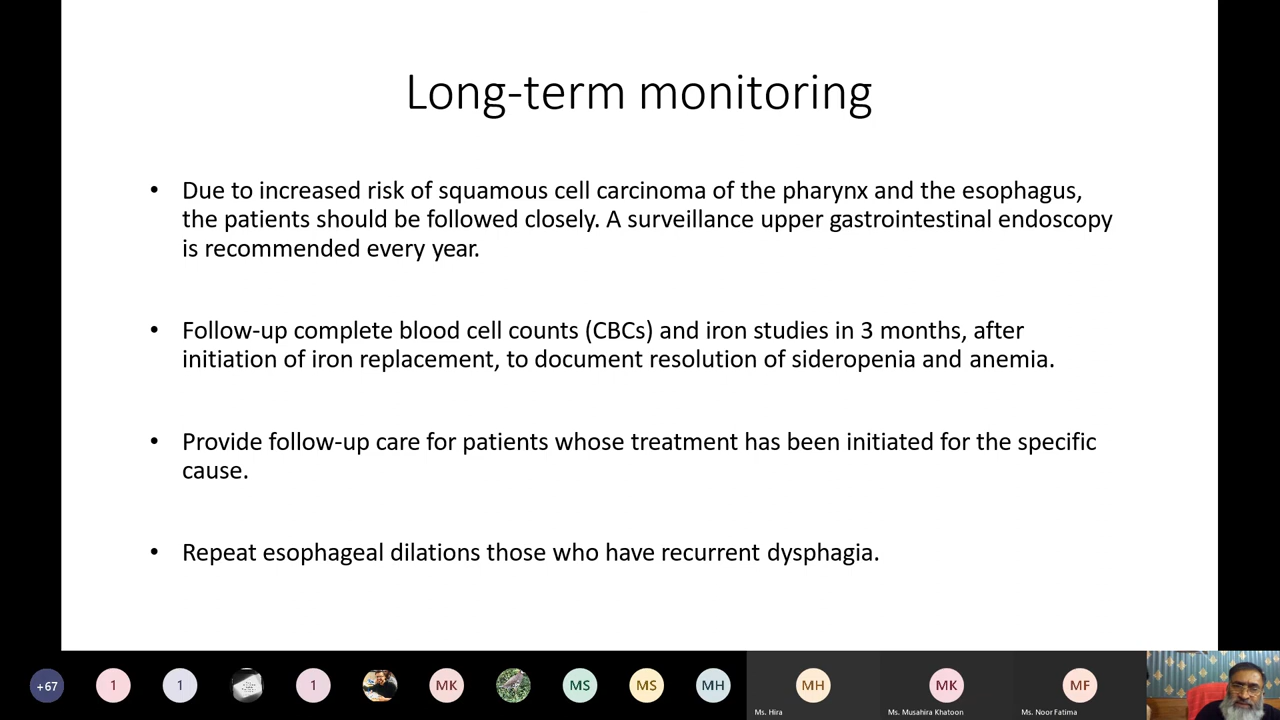 Long-term monitoring
• Due to increased risk of squamous cell carcinoma of the pharynx and the esophagus,
the patients should be followed closely. A surveillance upper gastrointestinal endoscopy
is recommended every year.
• Follow-up complete blood cell counts (CBCs) and iron studies in 3 months, after
initiation of iron replacement, to document resolution of sideropenia and anemia.
• Provide follow-up care for patients whose treatment has been initiated for the specific
cause.
• Repeat esophageal dilations those who have recurrent dysphagia.
+67 1 1 1 MK MS MS MH MH MK MF
Ms. Hira Ms. Musahira Khatoon Ms. Noor Fatima